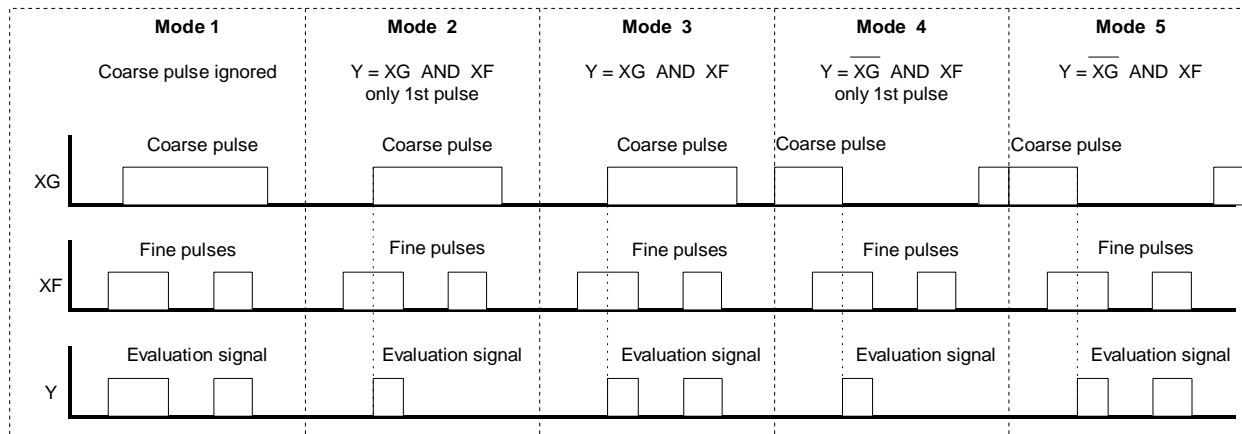 Mode 1 Mode 2 Mode 3 Mode 4 Mode 5
Coarse pulse ignored Y = XG AND XF Y = XG AND XF Y = X̅G̅ AND XF Y = X̅G̅ AND XF
only 1st pulse only 1st pulse
Coarse pulse Coarse pulse Coarse pulse Coarse pulse Coarse pulse
XG
Fine pulses Fine pulses Fine pulses Fine pulses Fine pulses
XF
Evaluation signal Evaluation signal Evaluation signal Evaluation signal Evaluation signal
Y